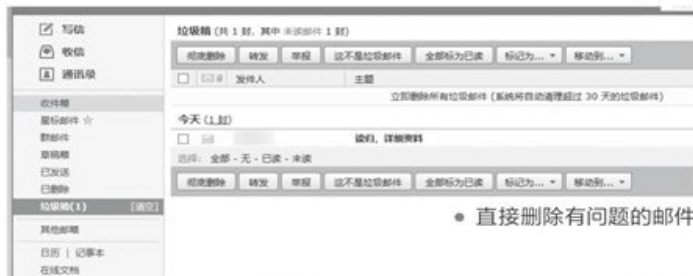 写信
收信
通讯录
收件箱
星标邮件 ☆
群邮件
草稿箱
已发送
已删除
垃圾箱(1) [清空]
其他邮箱
日历 | 记事本
在线文档
垃圾箱 (共 1 封, 其中 未读邮件 1 封)
彻底删除 转发 举报 这不是垃圾邮件 全部标为已读 标记为... 移动到...
发件人 主题
立即删除所有垃圾邮件 (系统将自动清理超过 30 天的垃圾邮件)
今天 (1 封)
详细资料
选择: 全部 - 无 - 已读 - 未读
彻底删除 转发 举报 这不是垃圾邮件 全部标为已读 标记为... 移动到...
• 直接删除有问题的邮件